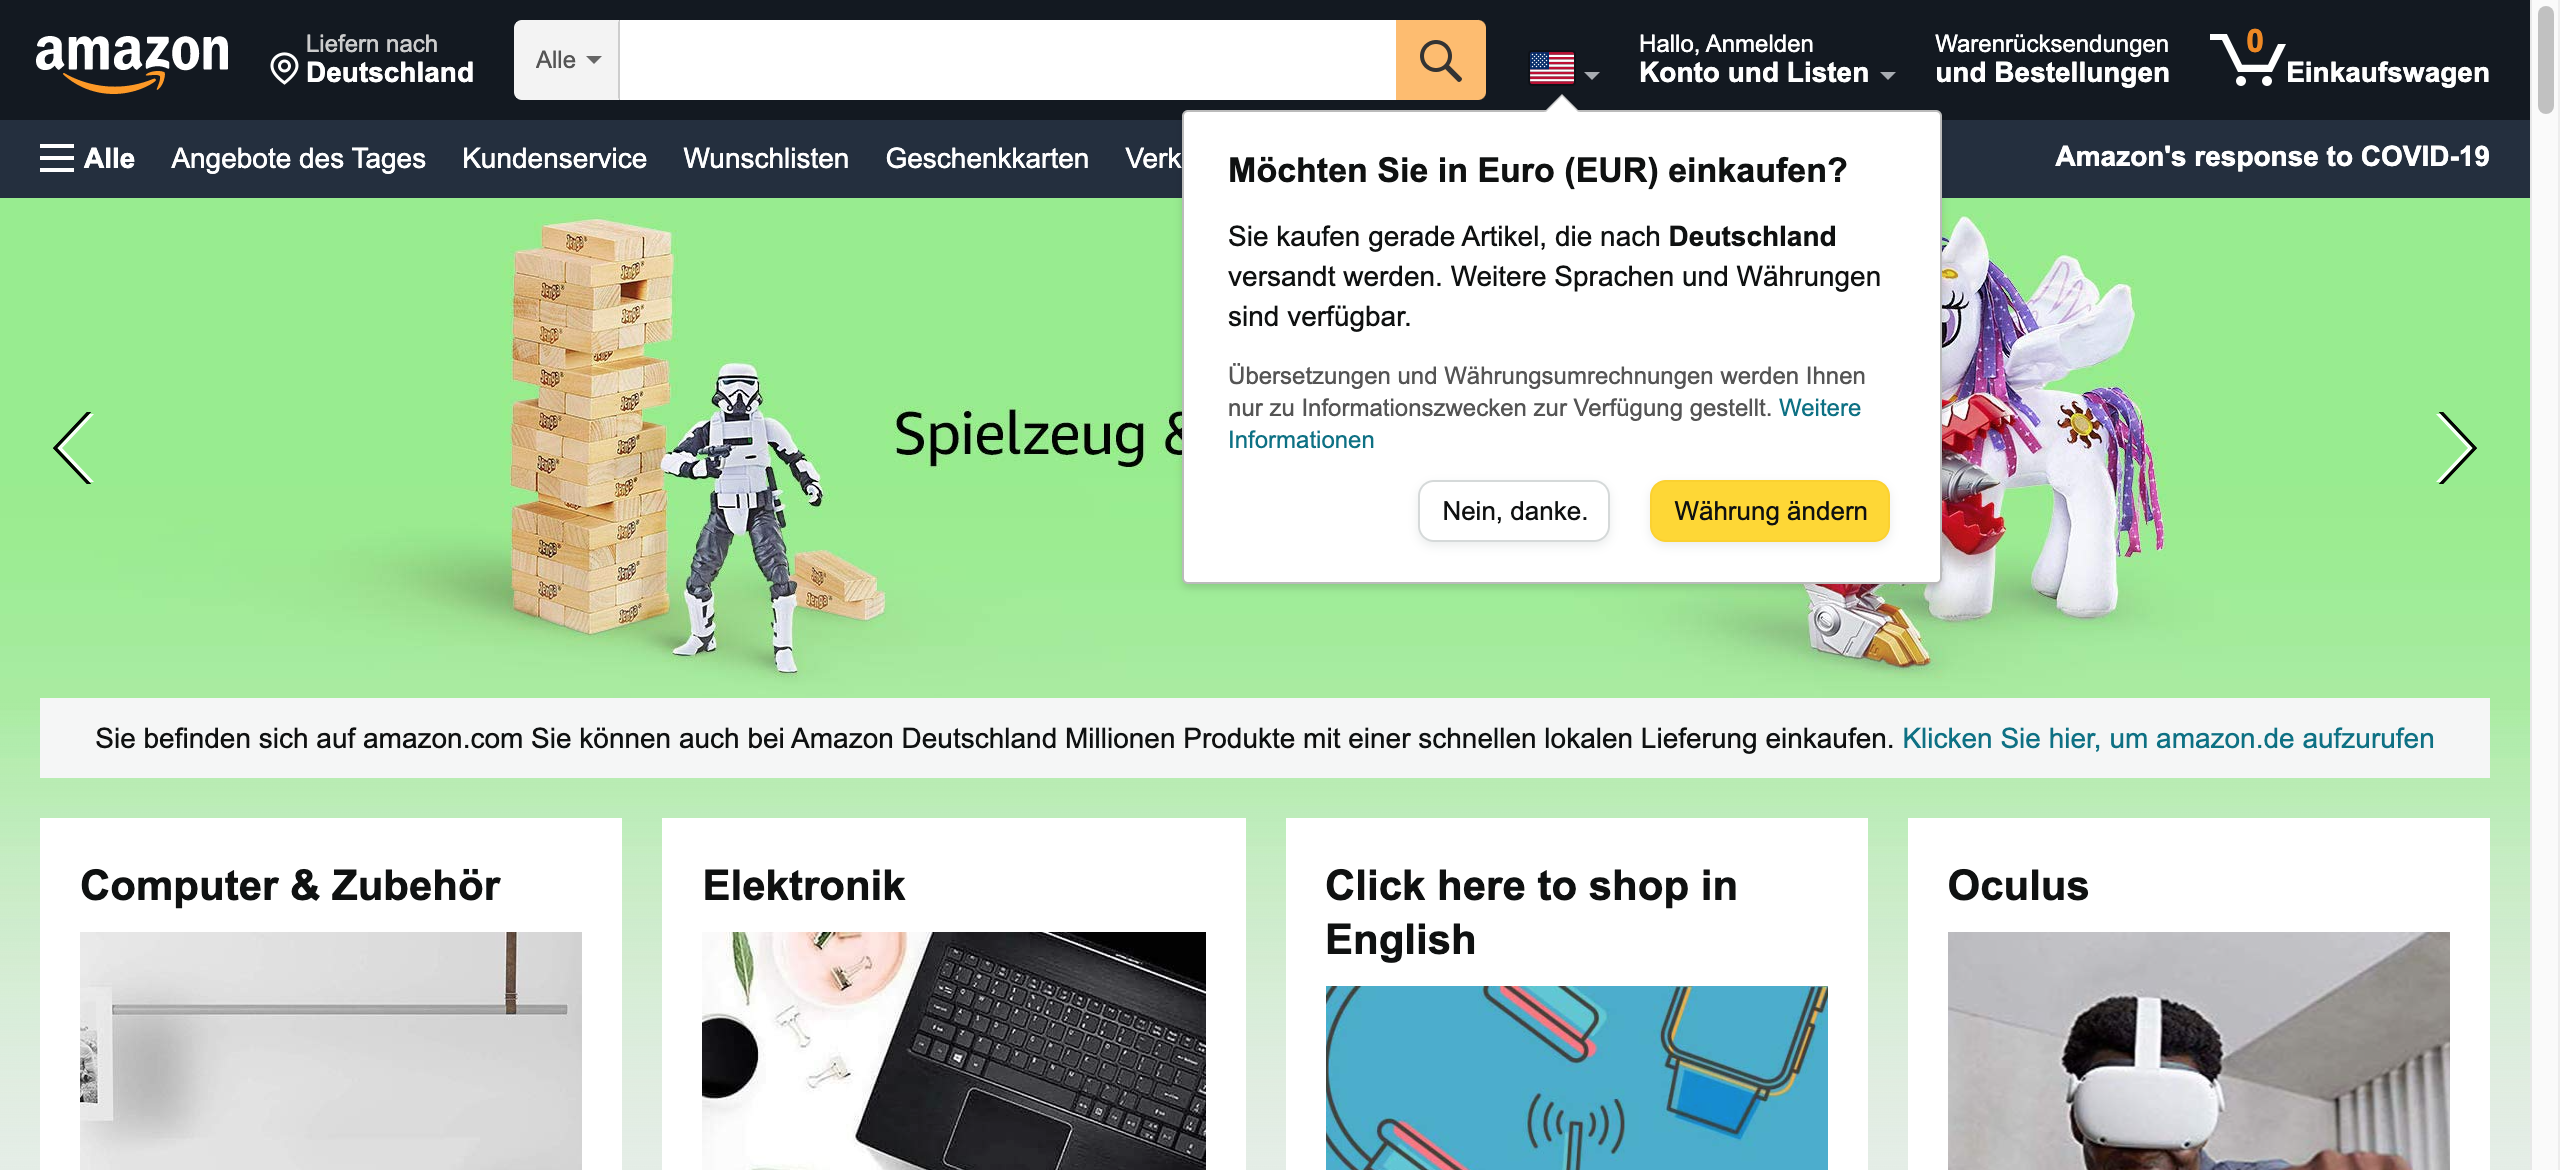 amazon
Liefern nach
Deutschland
Alle
Hallo, Anmelden
Konto und Listen
Warenrücksendungen
und Bestellungen
0
Einkaufswagen
Alle
Angebote des Tages
Kundenservice
Wunschlisten
Geschenkkarten
Verk
Amazon's response to COVID-19
Möchten Sie in Euro (EUR) einkaufen?
Sie kaufen gerade Artikel, die nach Deutschland
versandt werden. Weitere Sprachen und Währungen
sind verfügbar.
Übersetzungen und Währungsumrechnungen werden Ihnen
nur zu Informationszwecken zur Verfügung gestellt. Weitere
Informationen
Nein, danke.
Währung ändern
Spielzeug &
Sie befinden sich auf amazon.com Sie können auch bei Amazon Deutschland Millionen Produkte mit einer schnellen lokalen Lieferung einkaufen. Klicken Sie hier, um amazon.de aufzurufen
Computer & Zubehör
Elektronik
Click here to shop in
English
Oculus